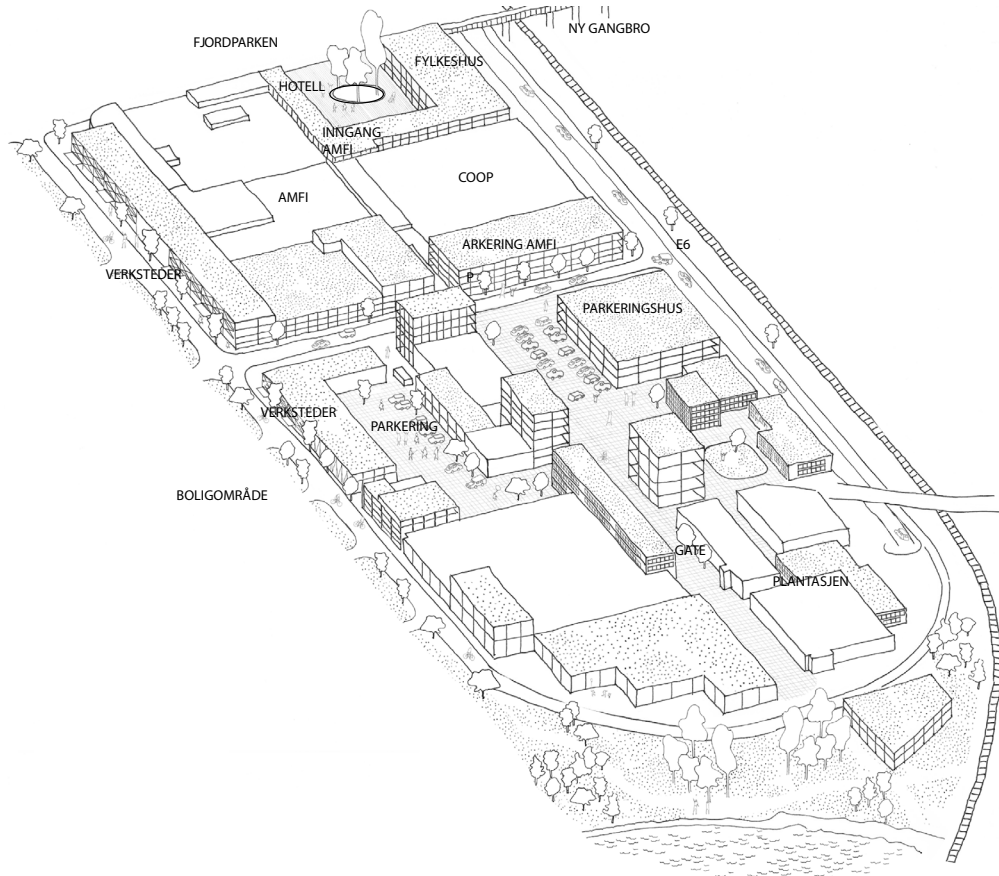 NY GANGBRO
FJORDPARKEN
FYLKESHUS
HOTELL
INNGANG
AMFI
COOP
AMFI
ARKERING AMFI
E6
P
VERKSTEDER
PARKERINGSHUS
VERKSTEDER
PARKERING
BOLIGOMRÅDE
GATE
PLANTASJEN